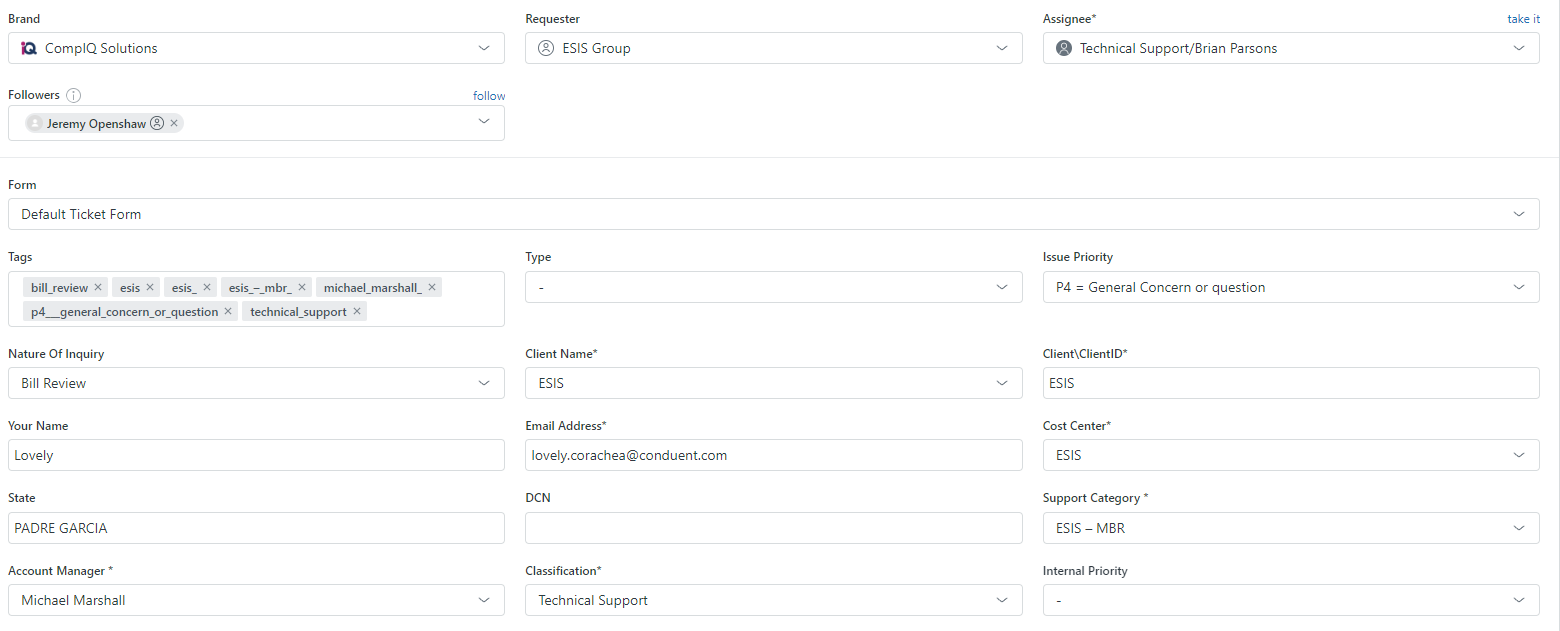 Brand Requester Assignee* take it
iQ CompIQ Solutions ESIS Group Technical Support/Brian Parsons
Followers follow
Jeremy Openshaw
Form
Default Ticket Form
Tags Type Issue Priority
bill_review esis esis_ esis_–_mbr_ michael_marshall_ - P4 = General Concern or question
p4___general_concern_or_question technical_support
Nature Of Inquiry Client Name* Client\ClientID*
Bill Review ESIS ESIS
Your Name Email Address* Cost Center*
Lovely lovely.corachea@conduent.com ESIS
State DCN Support Category *
PADRE GARCIA ESIS – MBR
Account Manager * Classification* Internal Priority
Michael Marshall Technical Support -